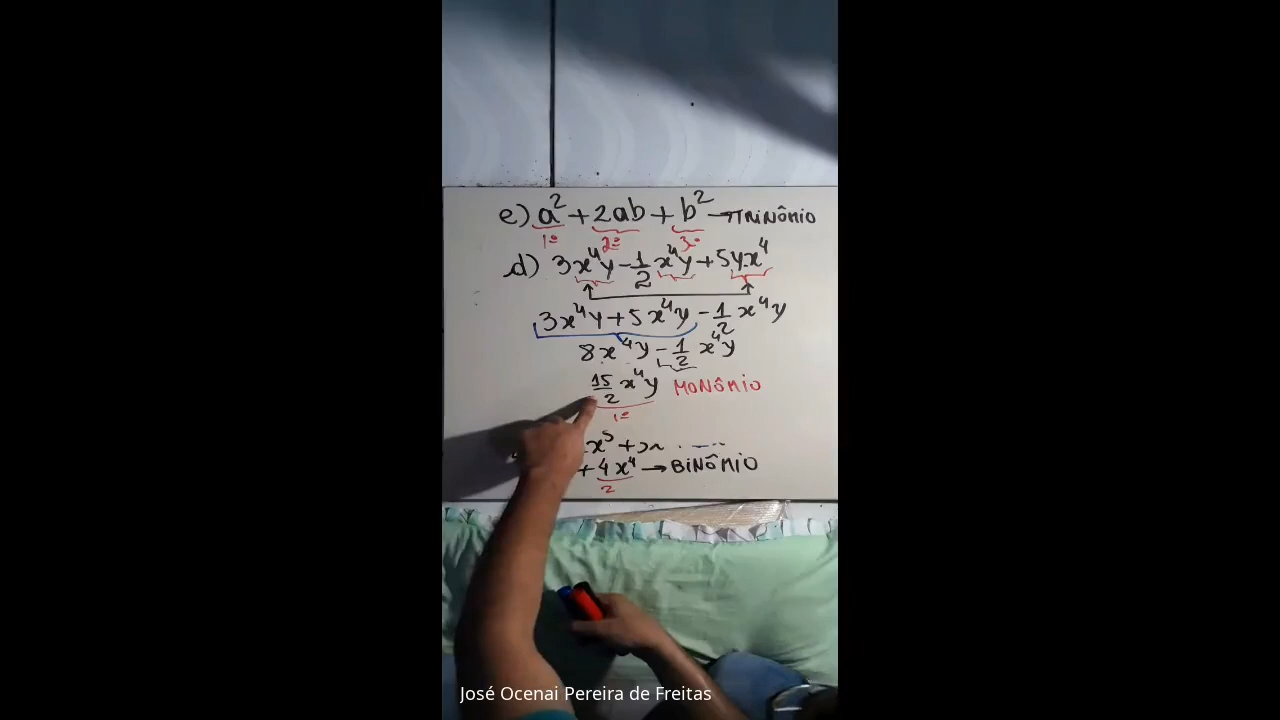 e) a² + 2ab + b² → TRINÔMIO
1º 2º 3º
d) 3x⁴y - 1/2 x⁴y + 5yx⁴
3x⁴y + 5x⁴y - 1/2 x⁴y
8x⁴y - 1/2 x⁴y
15/2 x⁴y MONÔMIO
1º
x⁵ +
+ 4x⁴ → BINÔMIO
2
José Ocenai Pereira de Freitas